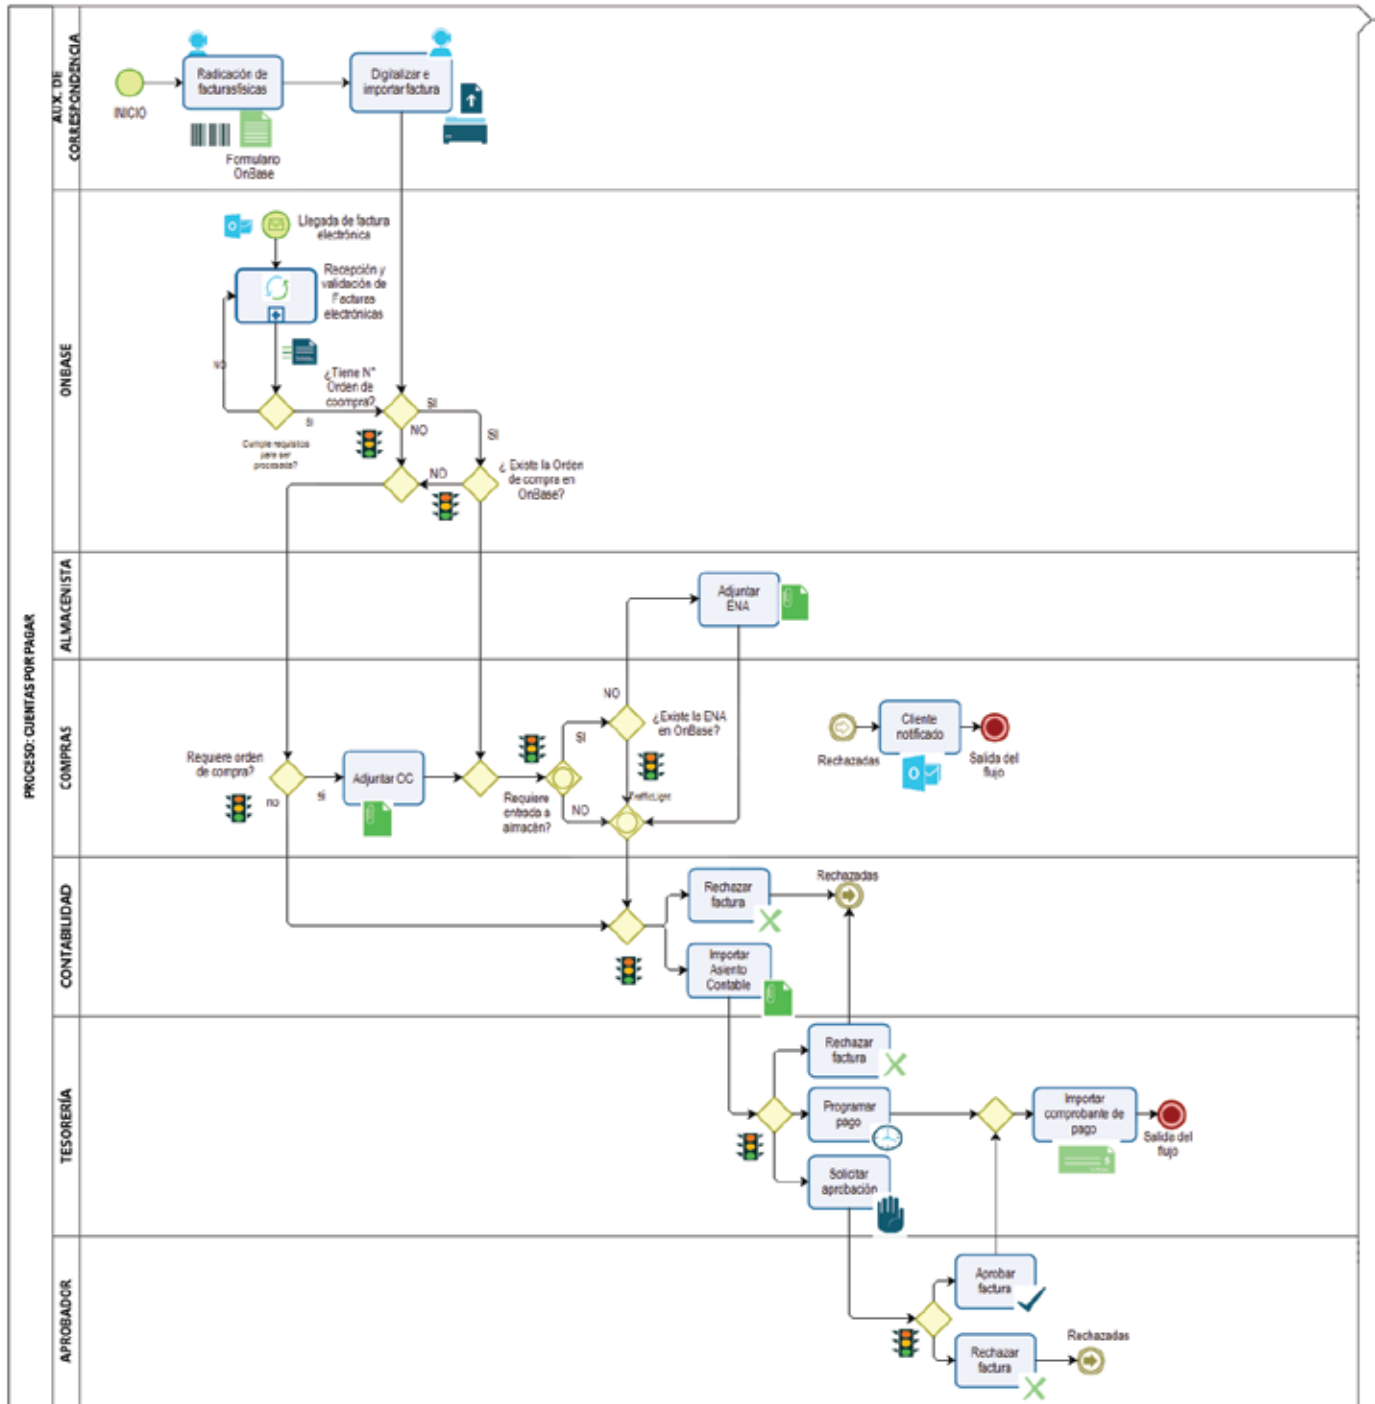 PROCESO: CUENTAS POR PAGAR
AUX. DE
CORRESPONDENCIA
INICIO
Radicación de
facturas físicas
Formulario
OnBase
Digitalizar e
importar factura
ONBASE
Llegada de factura
electrónica
Recepción y
validación de
Facturas
electrónicas
NO
SI
Cumple requisitos
para ser
procesada?
¿Tiene N°
Orden de
coompra?
SI
NO
SI
NO
¿ Existe la Orden
de compra en
OnBase?
ALMACENISTA
Adjuntar
ENA
COMPRAS
Requiere orden
de compra?
no
sí
Adjuntar OC
Requiere
entrada a
almacén?
SI
NO
NO
¿Existe la ENA
en OnBase?
TrafficLight
Rechazadas
Cliente
notificado
Salida del
flujo
CONTABILIDAD
Rechazar
factura
Rechazadas
Importar
Asiento
Contable
TESORERÍA
Rechazar
factura
Programar
pago
Solicitar
aprobación
Importar
comprobante de
pago
Salida del
flujo
APROBADOR
Aprobar
factura
Rechazar
factura
Rechazadas